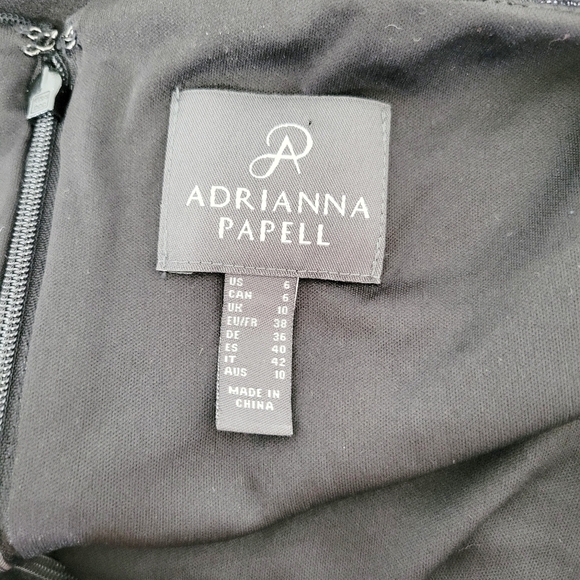 ADRIANNA
PAPELL
US 6
CAN 6
UK 10
EU/FR 38
DE 36
ES 40
IT 42
AUS 10
MADE IN
CHINA